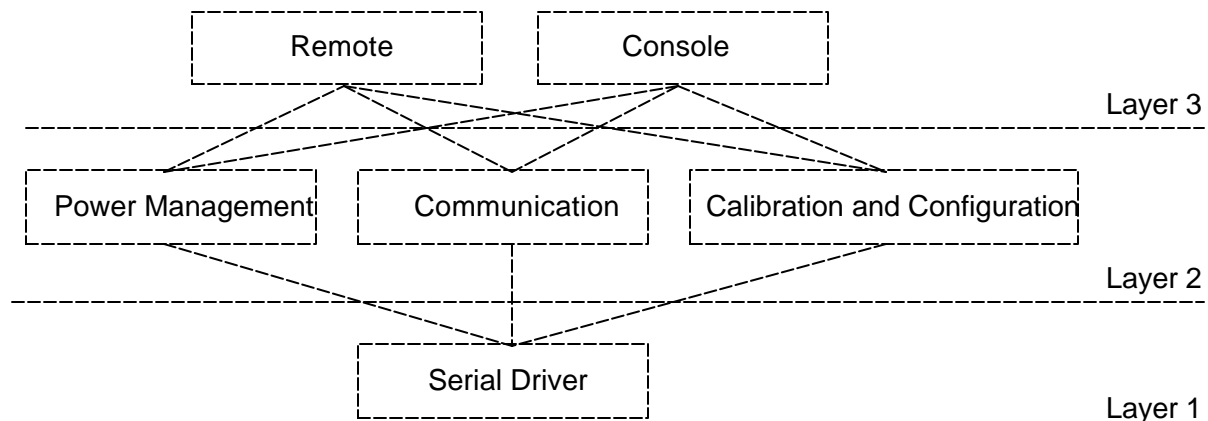 Remote
Console
Layer 3
Power Management
Communication
Calibration and Configuration
Layer 2
Serial Driver
Layer 1